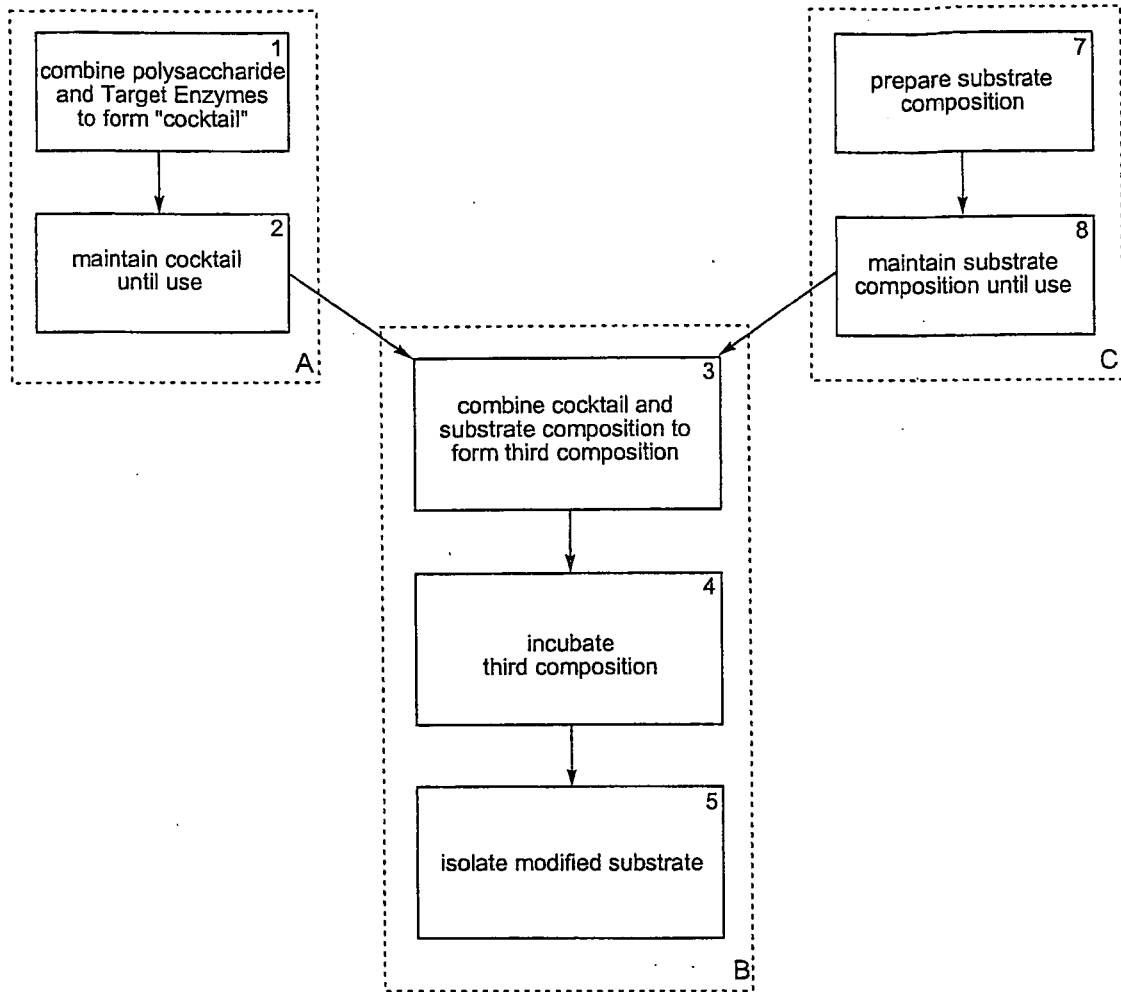 1
combine polysaccharide
and Target Enzymes
to form "cocktail"
2
maintain cocktail
until use
A
7
prepare substrate
composition
8
maintain substrate
composition until use
C
3
combine cocktail and
substrate composition to
form third composition
4
incubate
third composition
5
isolate modified substrate
B